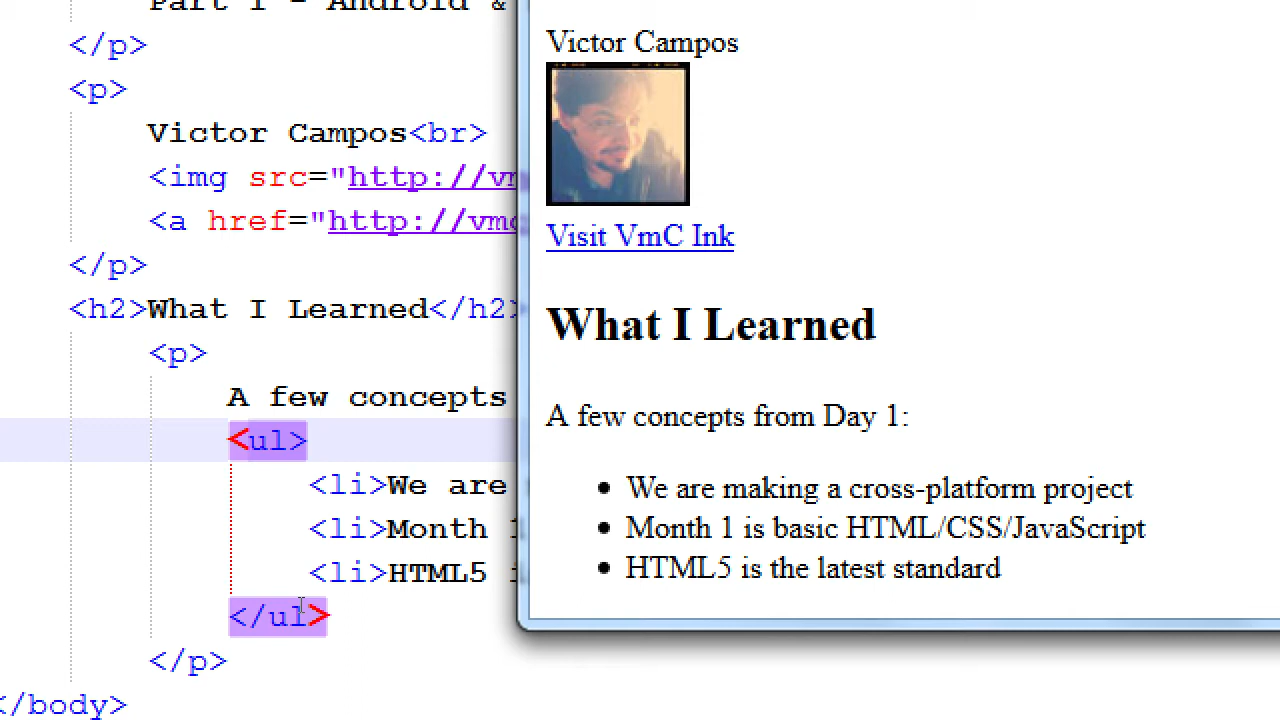 Part 1 - Android &
</p>
<p>
Victor Campos<br>
<img src="http://vm
<a href="http://vmc
</p>
<h2>What I Learned</h2>
<p>
A few concepts
<ul>
<li>We are
<li>Month 1
<li>HTML5 i
</ul>
</p>
</body>
Victor Campos
Visit VmC Ink
What I Learned
A few concepts from Day 1:
• We are making a cross-platform project
• Month 1 is basic HTML/CSS/JavaScript
• HTML5 is the latest standard